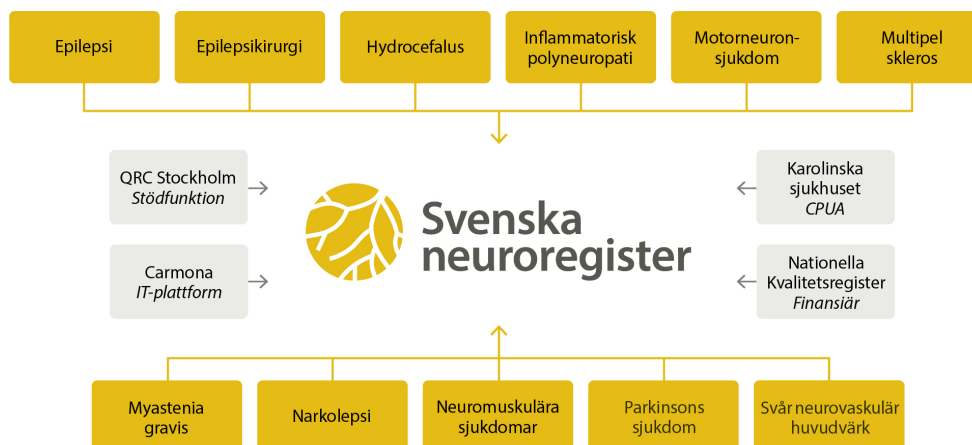 Epilepsi
Epilepsikirurgi
Hydrocefalus
Inflammatorisk
polyneuropati
Motorneuron-
sjukdom
Multipel
skleros
QRC Stockholm
Stödfunktion
Carmona
IT-plattform
Svenska
neuroregister
Karolinska
sjukhuset
CPUA
Nationella
Kvalitetsregister
Finansiär
Myastenia
gravis
Narkolepsi
Neuromuskulära
sjukdomar
Parkinsons
sjukdom
Svår neurovaskulär
huvudvärk